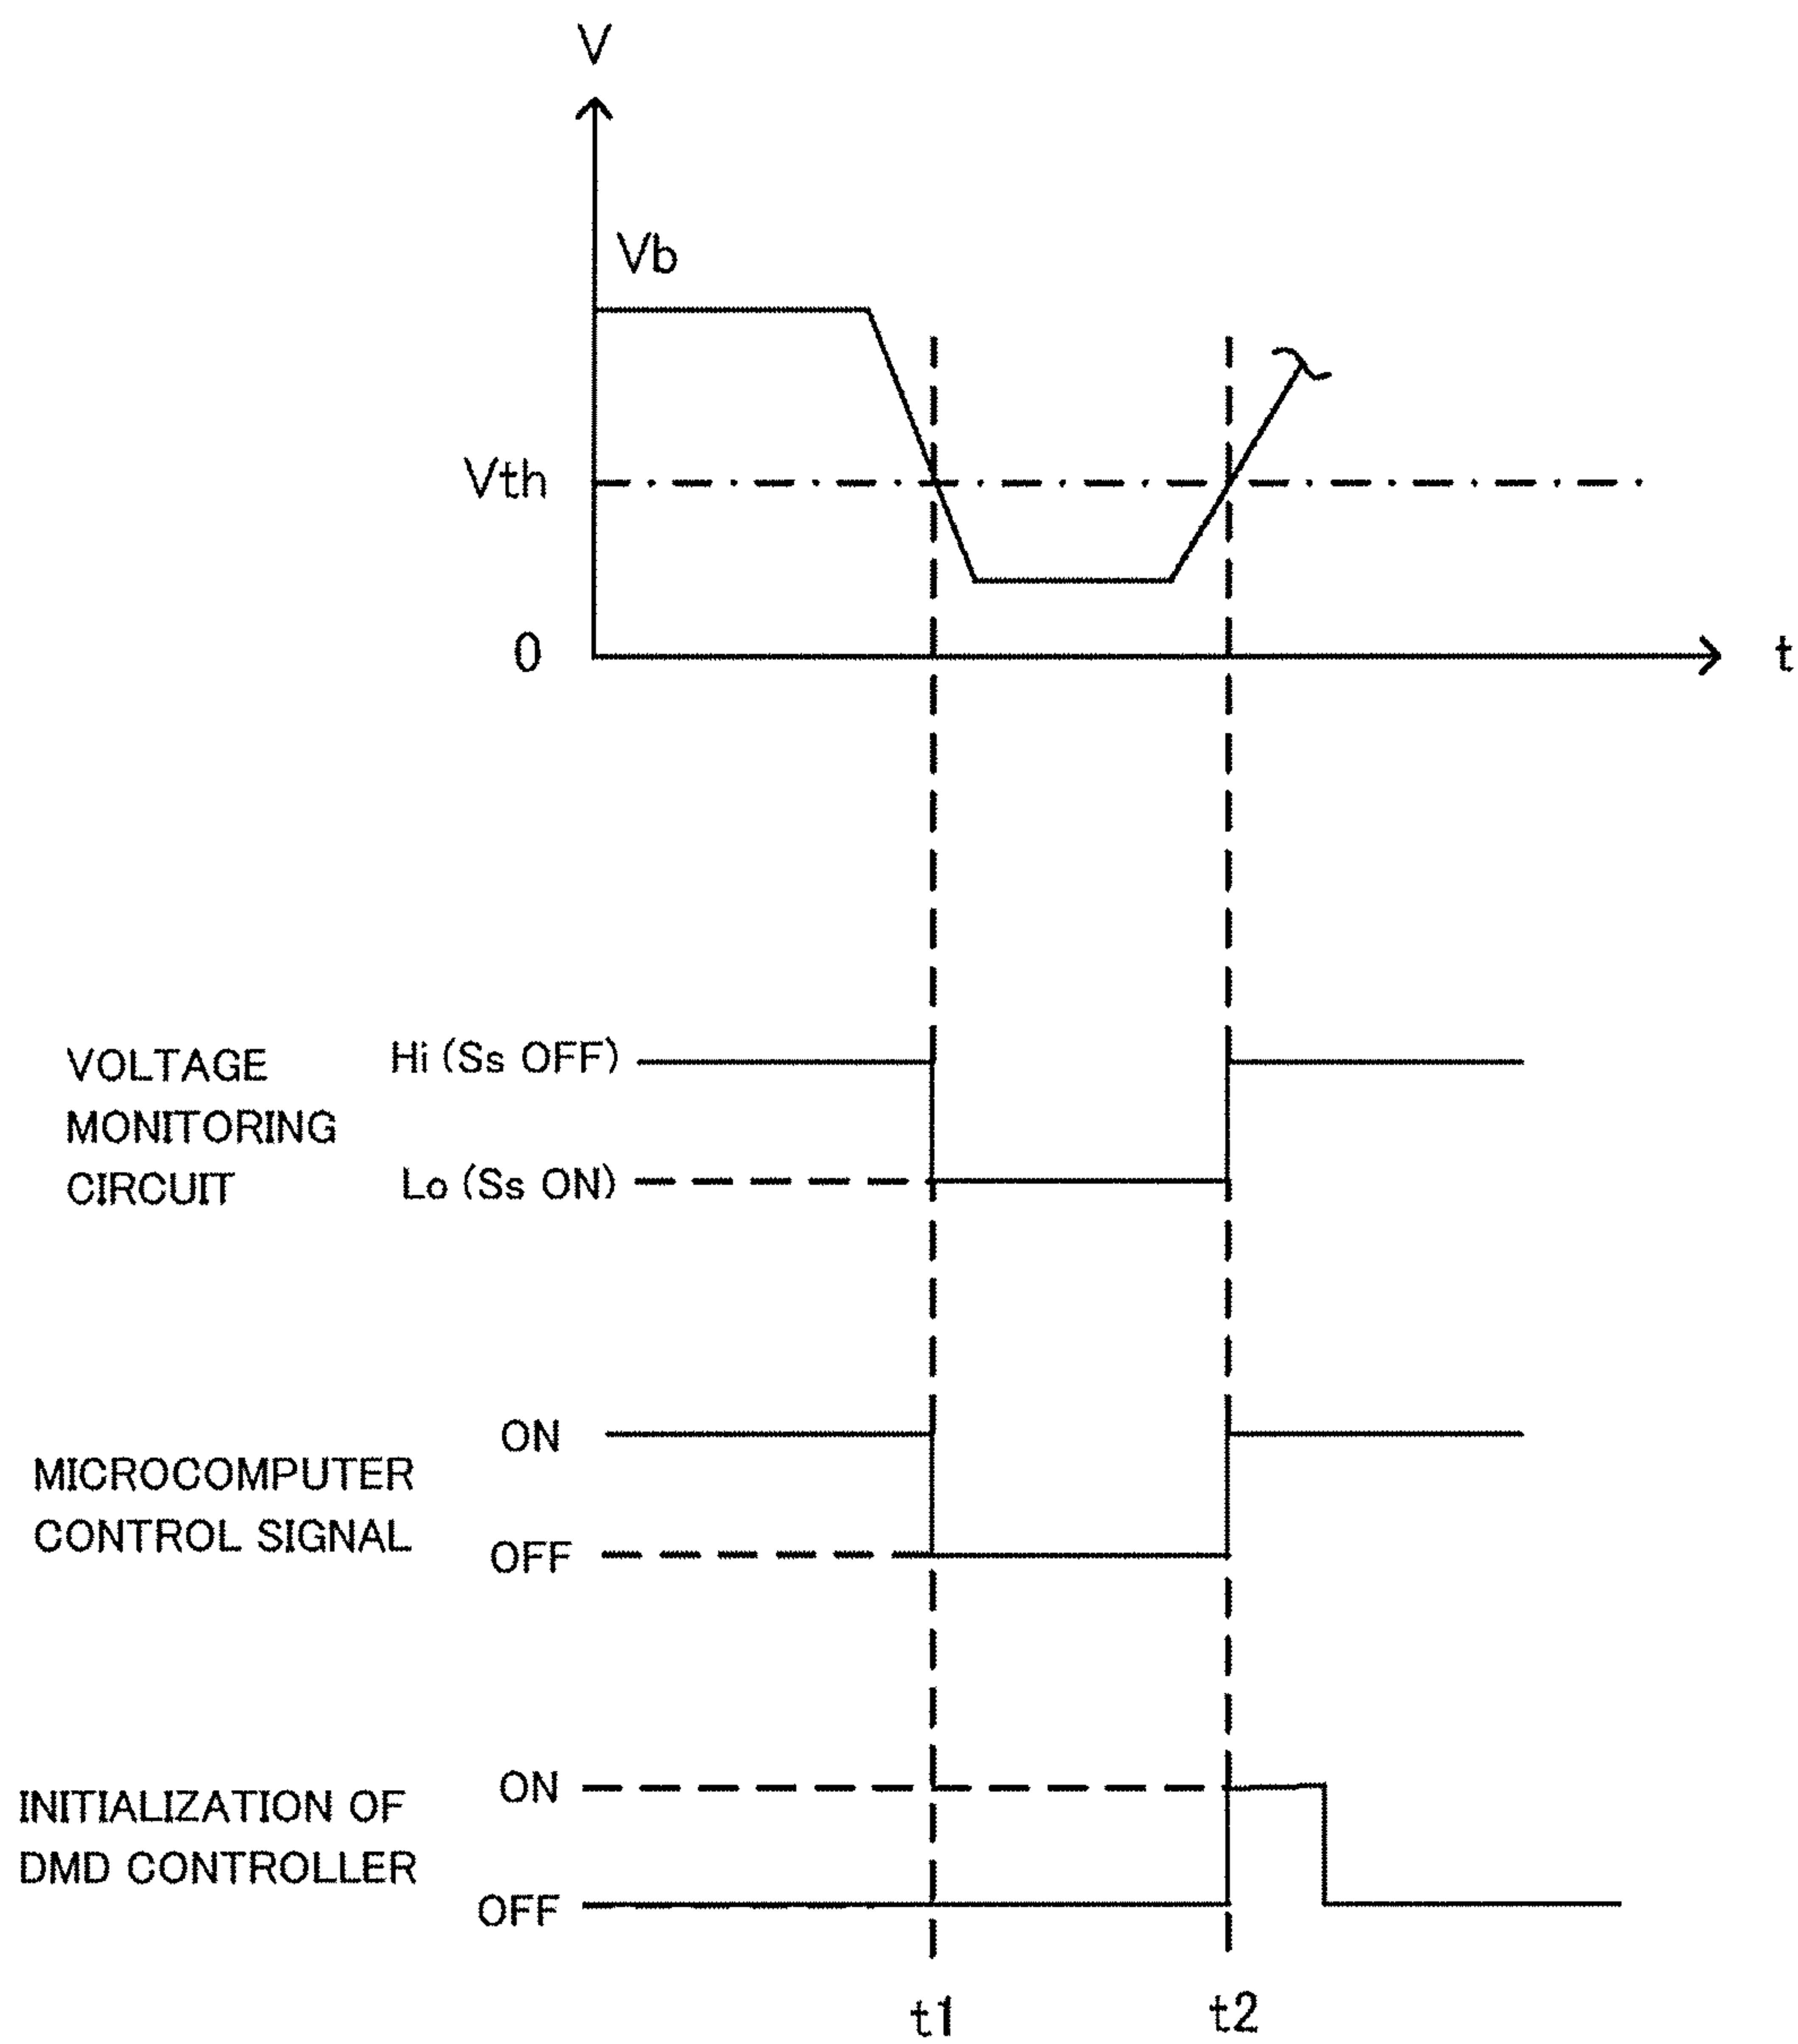 V
Vb
Vth
0
t
VOLTAGE
MONITORING
CIRCUIT
Hi (Ss OFF)
Lo (Ss ON)
MICROCOMPUTER
CONTROL SIGNAL
ON
OFF
INITIALIZATION OF
DMD CONTROLLER
ON
OFF
t1
t2